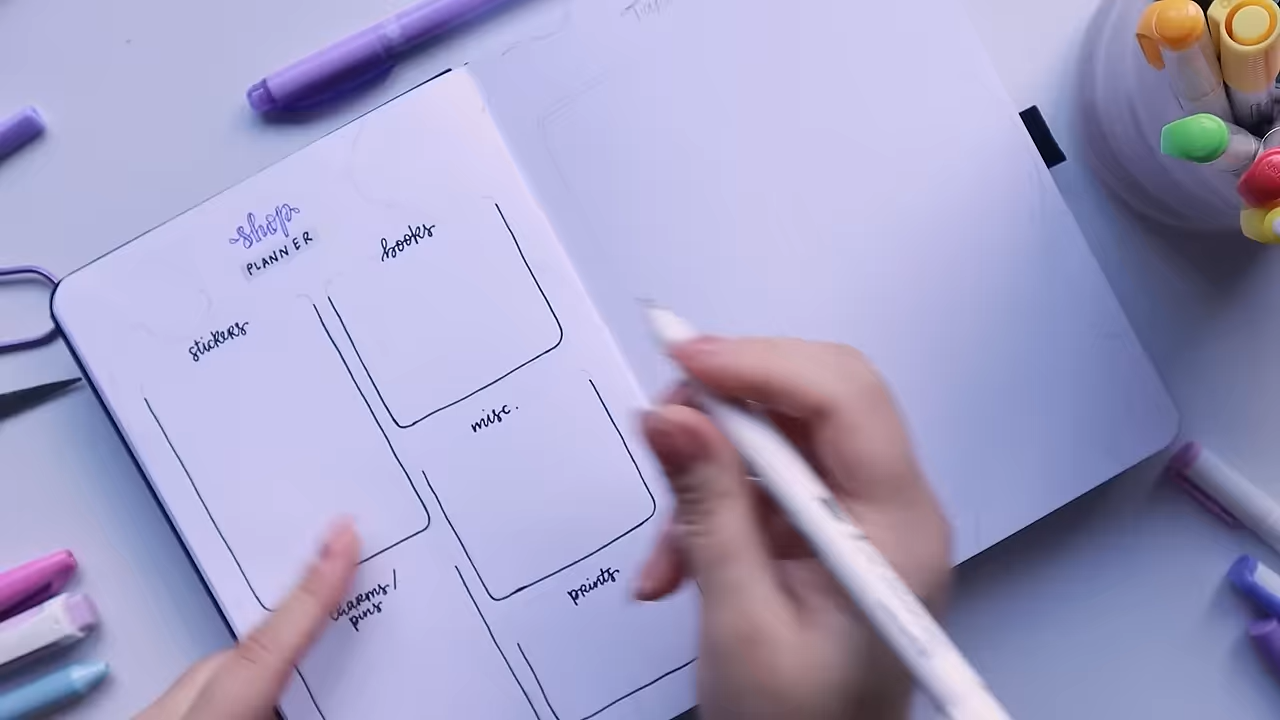 shop
PLANNER
books
stickers
misc.
charms/
pins
prints